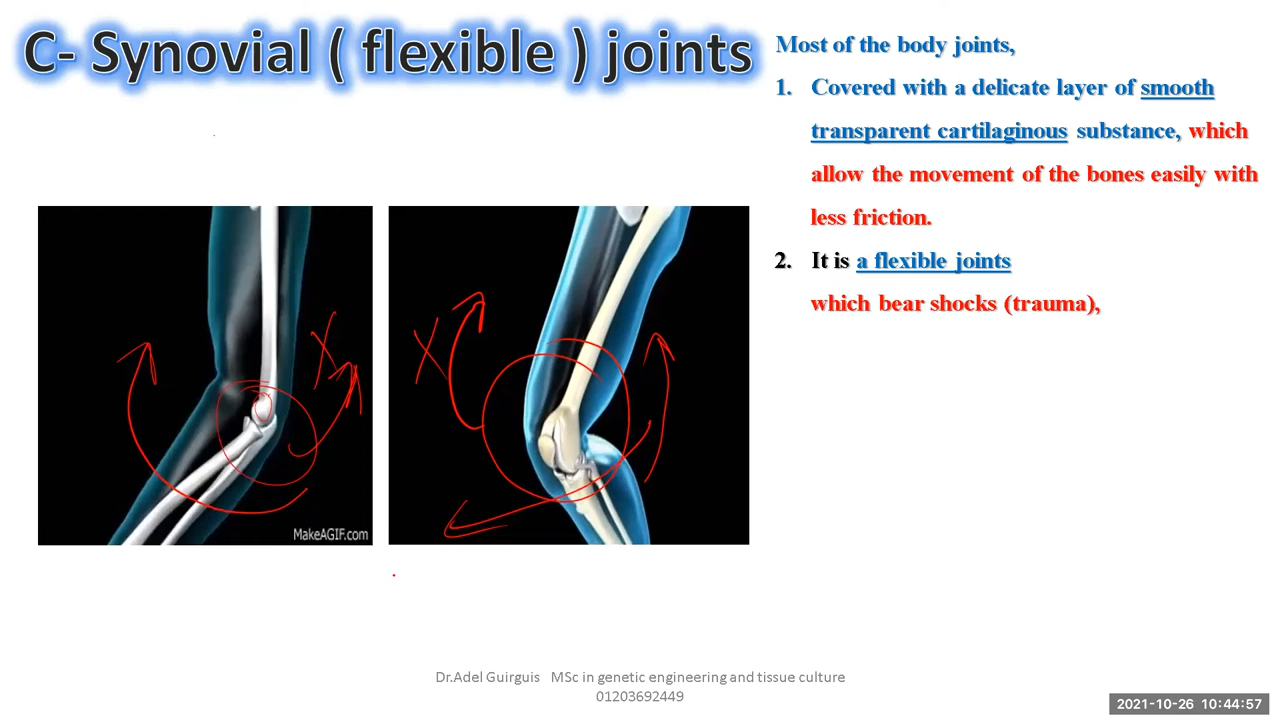 C- Synovial ( flexible ) joints
Most of the body joints,
1. Covered with a delicate layer of smooth
transparent cartilaginous substance, which
allow the movement of the bones easily with
less friction.
2. It is a flexible joints
which bear shocks (trauma),
X
X
MakeAGIF.com
Dr.Adel Guirguis MSc in genetic engineering and tissue culture
01203692449
2021-10-26 10:44:57